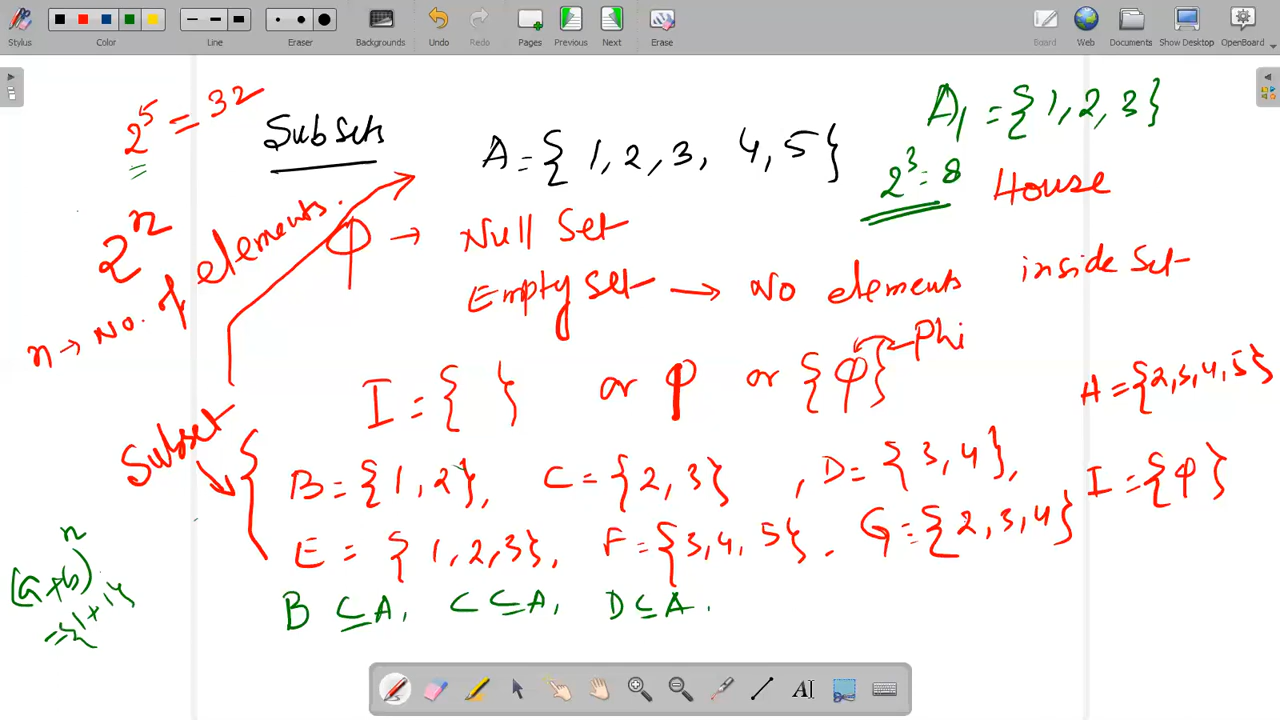 Stylus Color Line Eraser Backgrounds Undo Redo Pages Previous Next Erase Board Web Documents Show Desktop OpenBoard
2^5 = 32
Subsets
A = { 1, 2, 3, 4, 5}
A₁ = {1, 2, 3}
2^3 = 8
House
2^n
n → No. of elements.
φ → Null Set
Empty set → No elements inside set
I = { } or φ or {φ} ← Phi
A = {2,3,4,5}
Subset
B = {1, 2}, C = {2, 3} , D = {3, 4},
I = {φ}
E = {1, 2, 3}, F = {3, 4, 5}. G = {2, 3, 4}
B ⊆ A, C ⊆ A, D ⊆ A.
(a+b)^n